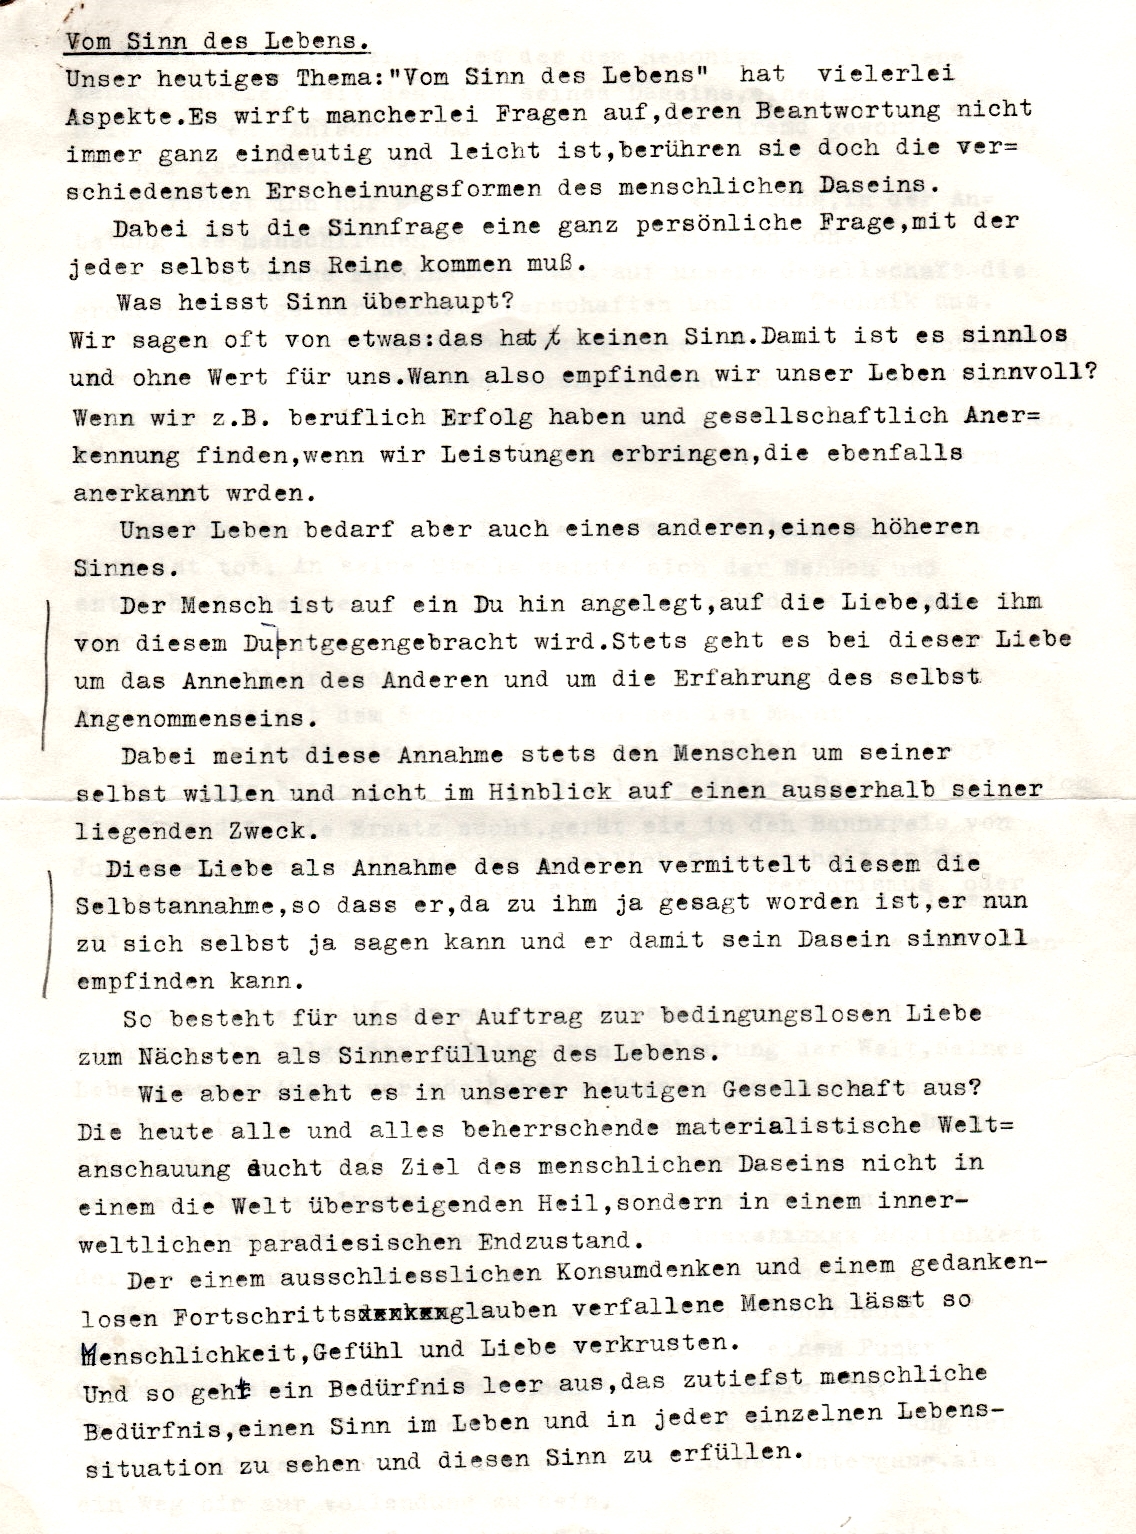 Vom Sinn des Lebens.
Unser heutiges Thema:"Vom Sinn des Lebens" hat vielerlei
Aspekte.Es wirft mancherlei Fragen auf,deren Beantwortung nicht
immer ganz eindeutig und leicht ist,berühren sie doch die ver=
schiedensten Erscheinungsformen des menschlichen Daseins.
Dabei ist die Sinnfrage eine ganz persönliche Frage,mit der
jeder selbst ins Reine kommen muß.
Was heisst Sinn überhaupt?
Wir sagen oft von etwas:das hat keinen Sinn.Damit ist es sinnlos
und ohne Wert für uns.Wann also empfinden wir unser Leben sinnvoll?
Wenn wir z.B. beruflich Erfolg haben und gesellschaftlich Aner=
kennung finden,wenn wir Leistungen erbringen,die ebenfalls
anerkannt wrden.
Unser Leben bedarf aber auch eines anderen,eines höheren
Sinnes.
Der Mensch ist auf ein Du hin angelegt,auf die Liebe,die ihm
von diesem Du entgegengebracht wird.Stets geht es bei dieser Liebe
um das Annehmen des Anderen und um die Erfahrung des selbst
Angenommenseins.
Dabei meint diese Annahme stets den Menschen um seiner
selbst willen und nicht im Hinblick auf einen ausserhalb seiner
liegenden Zweck.
Diese Liebe als Annahme des Anderen vermittelt diesem die
Selbstannahme,so dass er,da zu ihm ja gesagt worden ist,er nun
zu sich selbst ja sagen kann und er damit sein Dasein sinnvoll
empfinden kann.
So besteht für uns der Auftrag zur bedingungslosen Liebe
zum Nächsten als Sinnerfüllung des Lebens.
Wie aber sieht es in unserer heutigen Gesellschaft aus?
Die heute alle und alles beherrschende materialistische Welt=
anschauung sucht das Ziel des menschlichen Daseins nicht in
einem die Welt übersteigenden Heil,sondern in einem inner-
weltlichen paradiesischen Endzustand.
Der einem ausschliesslichen Konsumdenken und einem gedanken-
losen Fortschrittsglauben verfallene Mensch lässt so
Menschlichkeit,Gefühl und Liebe verkrusten.
Und so geht ein Bedürfnis leer aus,das zutiefst menschliche
Bedürfnis,einen Sinn im Leben und in jeder einzelnen Lebens-
situation zu sehen und diesen Sinn zu erfüllen.